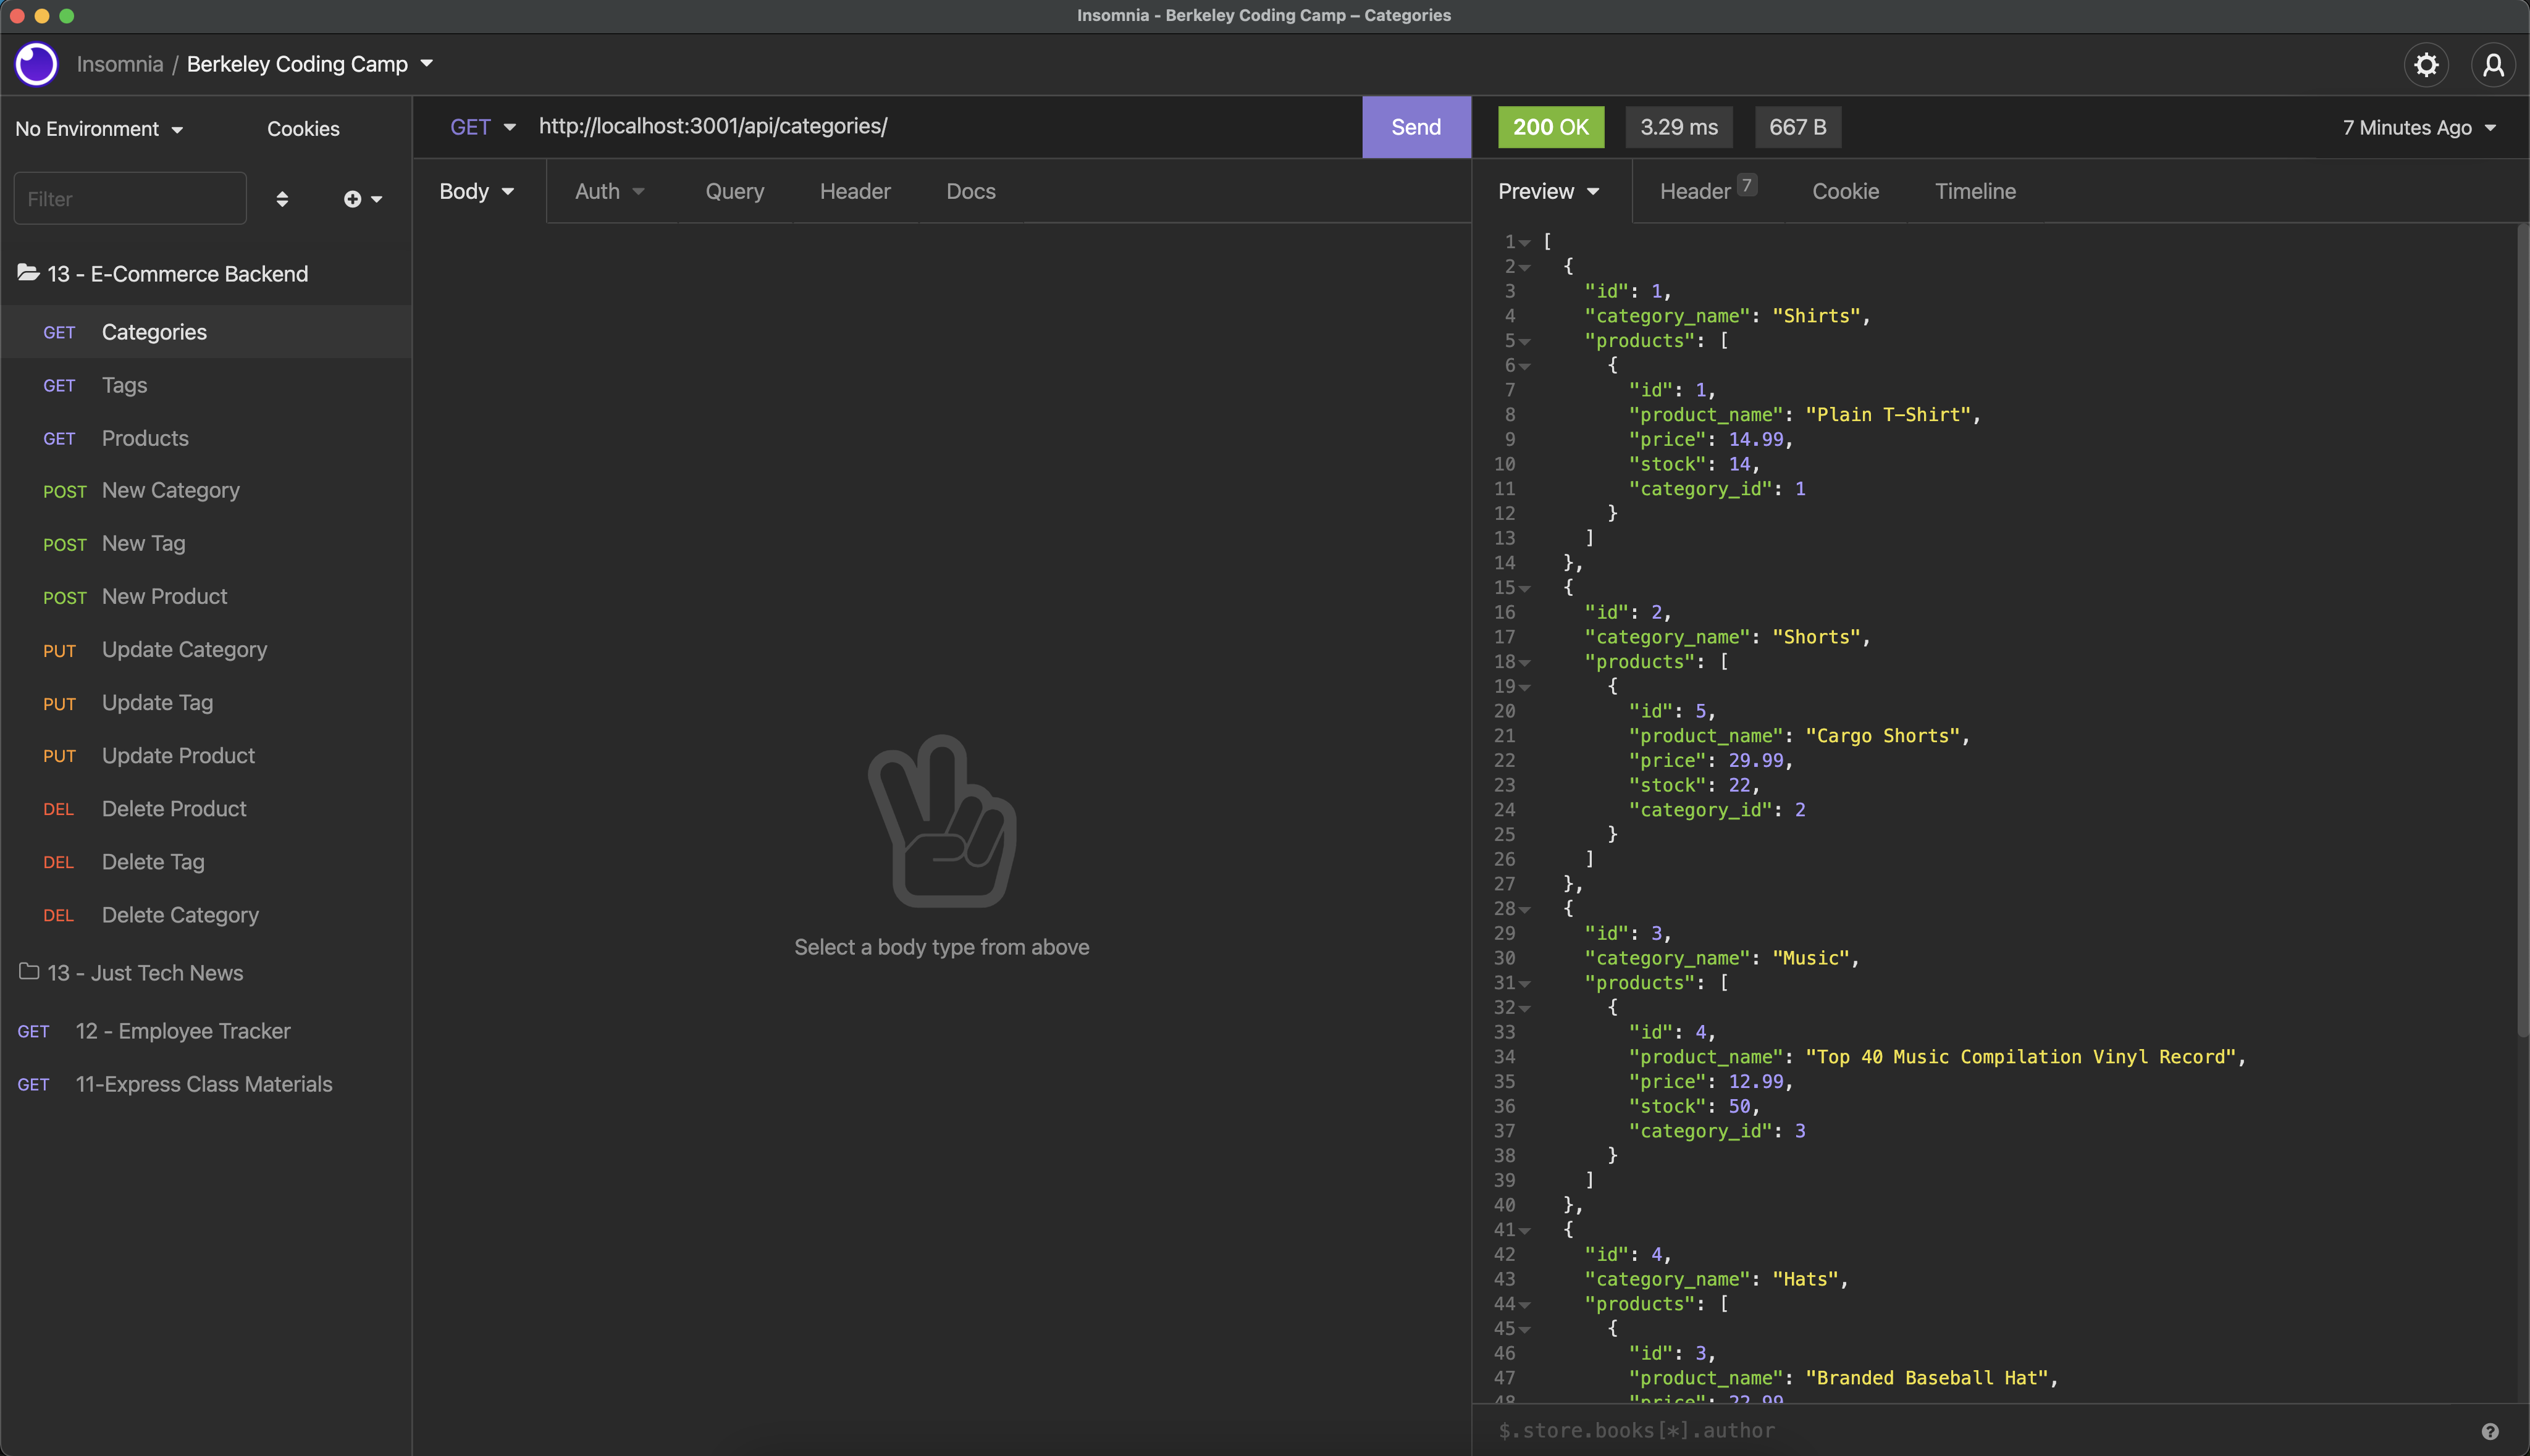 Insomnia - Berkeley Coding Camp – Categories
Insomnia / Berkeley Coding Camp
No Environment
Cookies
Filter
13 - E-Commerce Backend
GET Categories
GET Tags
GET Products
POST New Category
POST New Tag
POST New Product
PUT Update Category
PUT Update Tag
PUT Update Product
DEL Delete Product
DEL Delete Tag
DEL Delete Category
13 - Just Tech News
GET 12 - Employee Tracker
GET 11-Express Class Materials
GET http://localhost:3001/api/categories/ Send
Body Auth Query Header Docs
Select a body type from above
200 OK 3.29 ms 667 B 7 Minutes Ago
Preview Header 7 Cookie Timeline
1 [
2 {
3 "id": 1,
4 "category_name": "Shirts",
5 "products": [
6 {
7 "id": 1,
8 "product_name": "Plain T-Shirt",
9 "price": 14.99,
10 "stock": 14,
11 "category_id": 1
12 }
13 ]
14 },
15 {
16 "id": 2,
17 "category_name": "Shorts",
18 "products": [
19 {
20 "id": 5,
21 "product_name": "Cargo Shorts",
22 "price": 29.99,
23 "stock": 22,
24 "category_id": 2
25 }
26 ]
27 },
28 {
29 "id": 3,
30 "category_name": "Music",
31 "products": [
32 {
33 "id": 4,
34 "product_name": "Top 40 Music Compilation Vinyl Record",
35 "price": 12.99,
36 "stock": 50,
37 "category_id": 3
38 }
39 ]
40 },
41 {
42 "id": 4,
43 "category_name": "Hats",
44 "products": [
45 {
46 "id": 3,
47 "product_name": "Branded Baseball Hat",
48 "price": 22.99
$.store.books[*].author
?